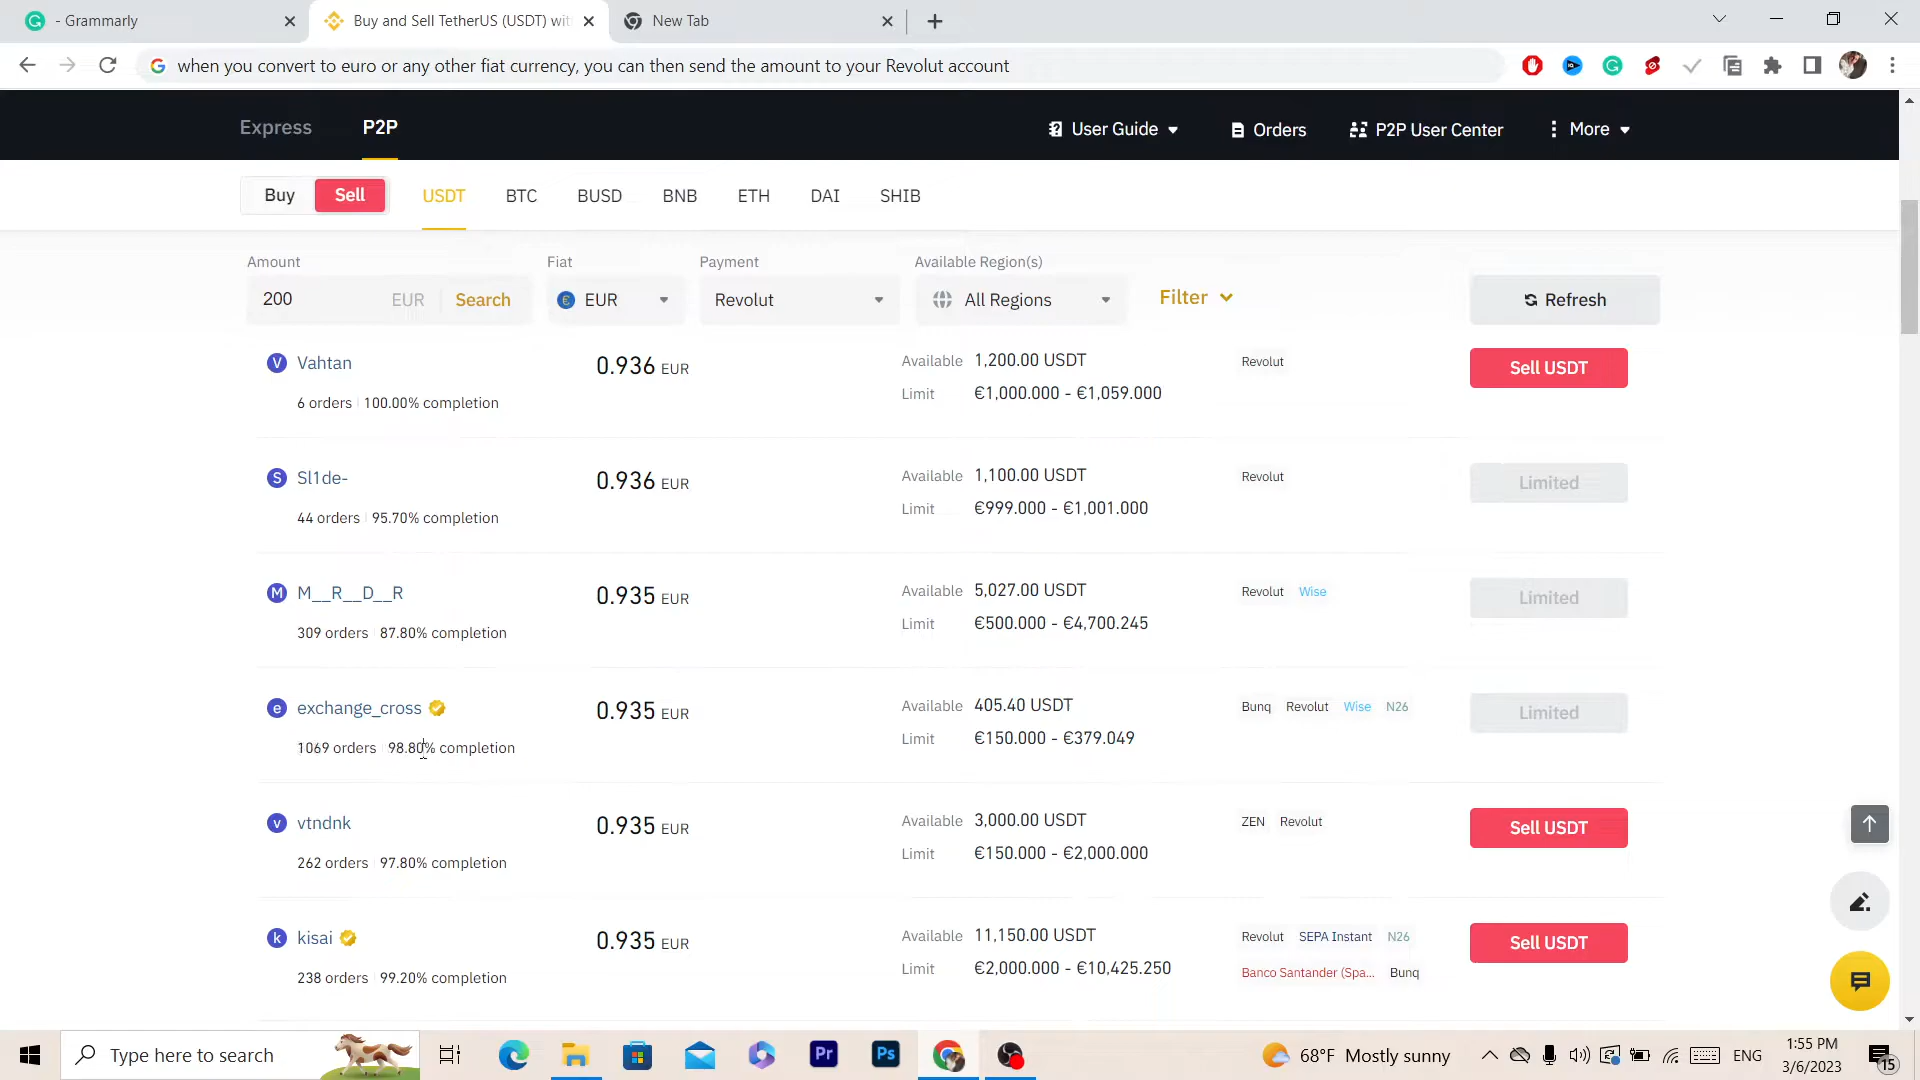 - Grammarly
Buy and Sell TetherUS (USDT) wit
New Tab
when you convert to euro or any other fiat currency, you can then send the amount to your Revolut account
Express P2P User Guide Orders P2P User Center More
Buy Sell USDT BTC BUSD BNB ETH DAI SHIB
Amount Fiat Payment Available Region(s)
200 EUR Search EUR Revolut All Regions Filter Refresh
V Vahtan 0.936 EUR Available 1,200.00 USDT Revolut Sell USDT
6 orders 100.00% completion Limit €1,000.000 - €1,059.000
S Sl1de- 0.936 EUR Available 1,100.00 USDT Revolut Limited
44 orders 95.70% completion Limit €999.000 - €1,001.000
M M__R__D__R 0.935 EUR Available 5,027.00 USDT Revolut Wise Limited
309 orders 87.80% completion Limit €500.000 - €4,700.245
e exchange_cross 0.935 EUR Available 405.40 USDT Bunq Revolut Wise N26 Limited
1069 orders 98.80% completion Limit €150.000 - €379.049
v vtndnk 0.935 EUR Available 3,000.00 USDT ZEN Revolut Sell USDT
262 orders 97.80% completion Limit €150.000 - €2,000.000
k kisai 0.935 EUR Available 11,150.00 USDT Revolut SEPA Instant N26 Sell USDT
238 orders 99.20% completion Limit €2,000.000 - €10,425.250 Banco Santander (Spa... Bunq
Type here to search Pr Ps 68°F Mostly sunny ENG 1:55 PM
3/6/2023 15